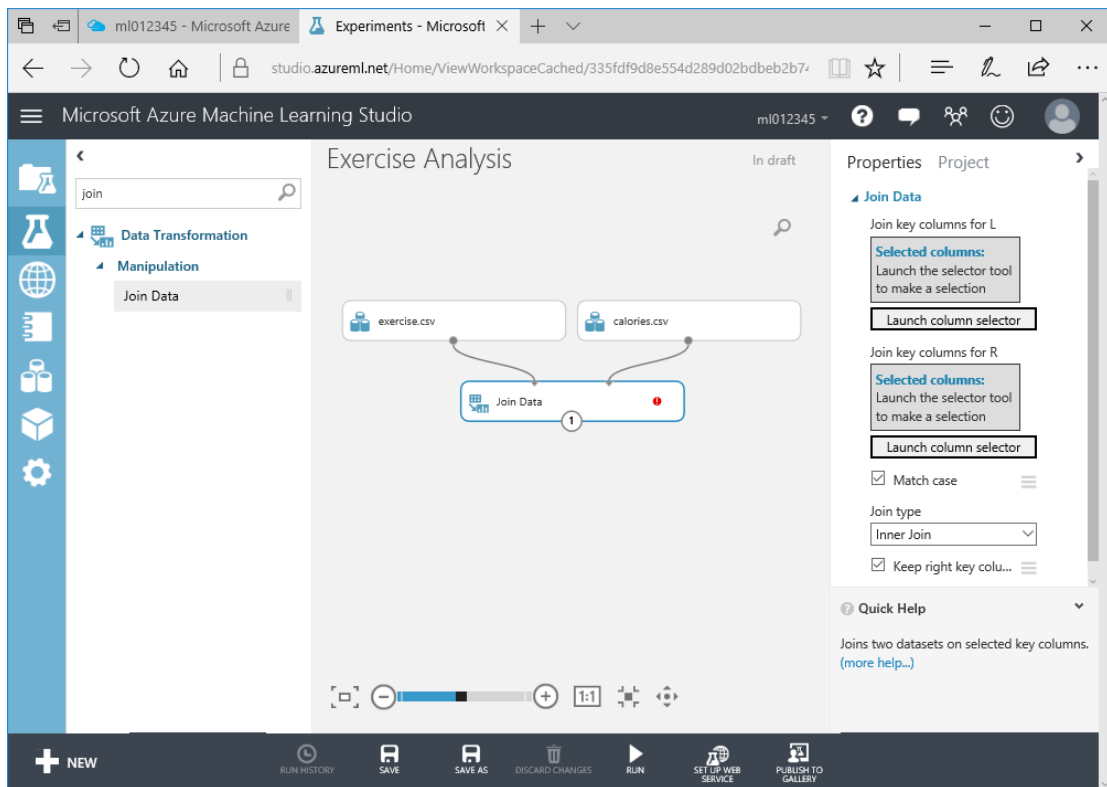 ml012345 - Microsoft Azure
Experiments - Microsoft
studio.azureml.net/Home/ViewWorkspaceCached/335fdf9d8e554d289d02bdbeb2b74
Microsoft Azure Machine Learning Studio
ml012345
join
Data Transformation
Manipulation
Join Data
Exercise Analysis
In draft
exercise.csv
calories.csv
Join Data
1
1:1
Properties Project
Join Data
Join key columns for L
Selected columns:
Launch the selector tool
to make a selection
Launch column selector
Join key columns for R
Selected columns:
Launch the selector tool
to make a selection
Launch column selector
Match case
Join type
Inner Join
Keep right key colu...
Quick Help
Joins two datasets on selected key columns.
(more help...)
NEW
RUN HISTORY
SAVE
SAVE AS
DISCARD CHANGES
RUN
SET UP WEB
SERVICE
PUBLISH TO
GALLERY